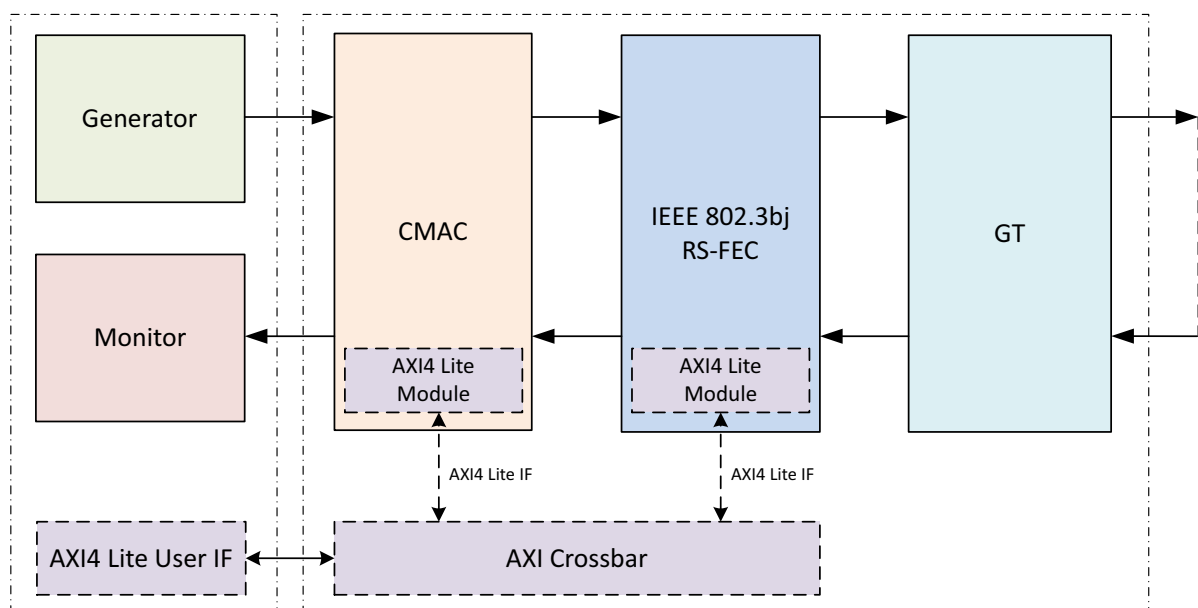 Generator
CMAC
IEEE 802.3bj
RS-FEC
GT
Monitor
AXI4 Lite
Module
AXI4 Lite
Module
AXI4 Lite IF
AXI4 Lite IF
AXI4 Lite User IF
AXI Crossbar